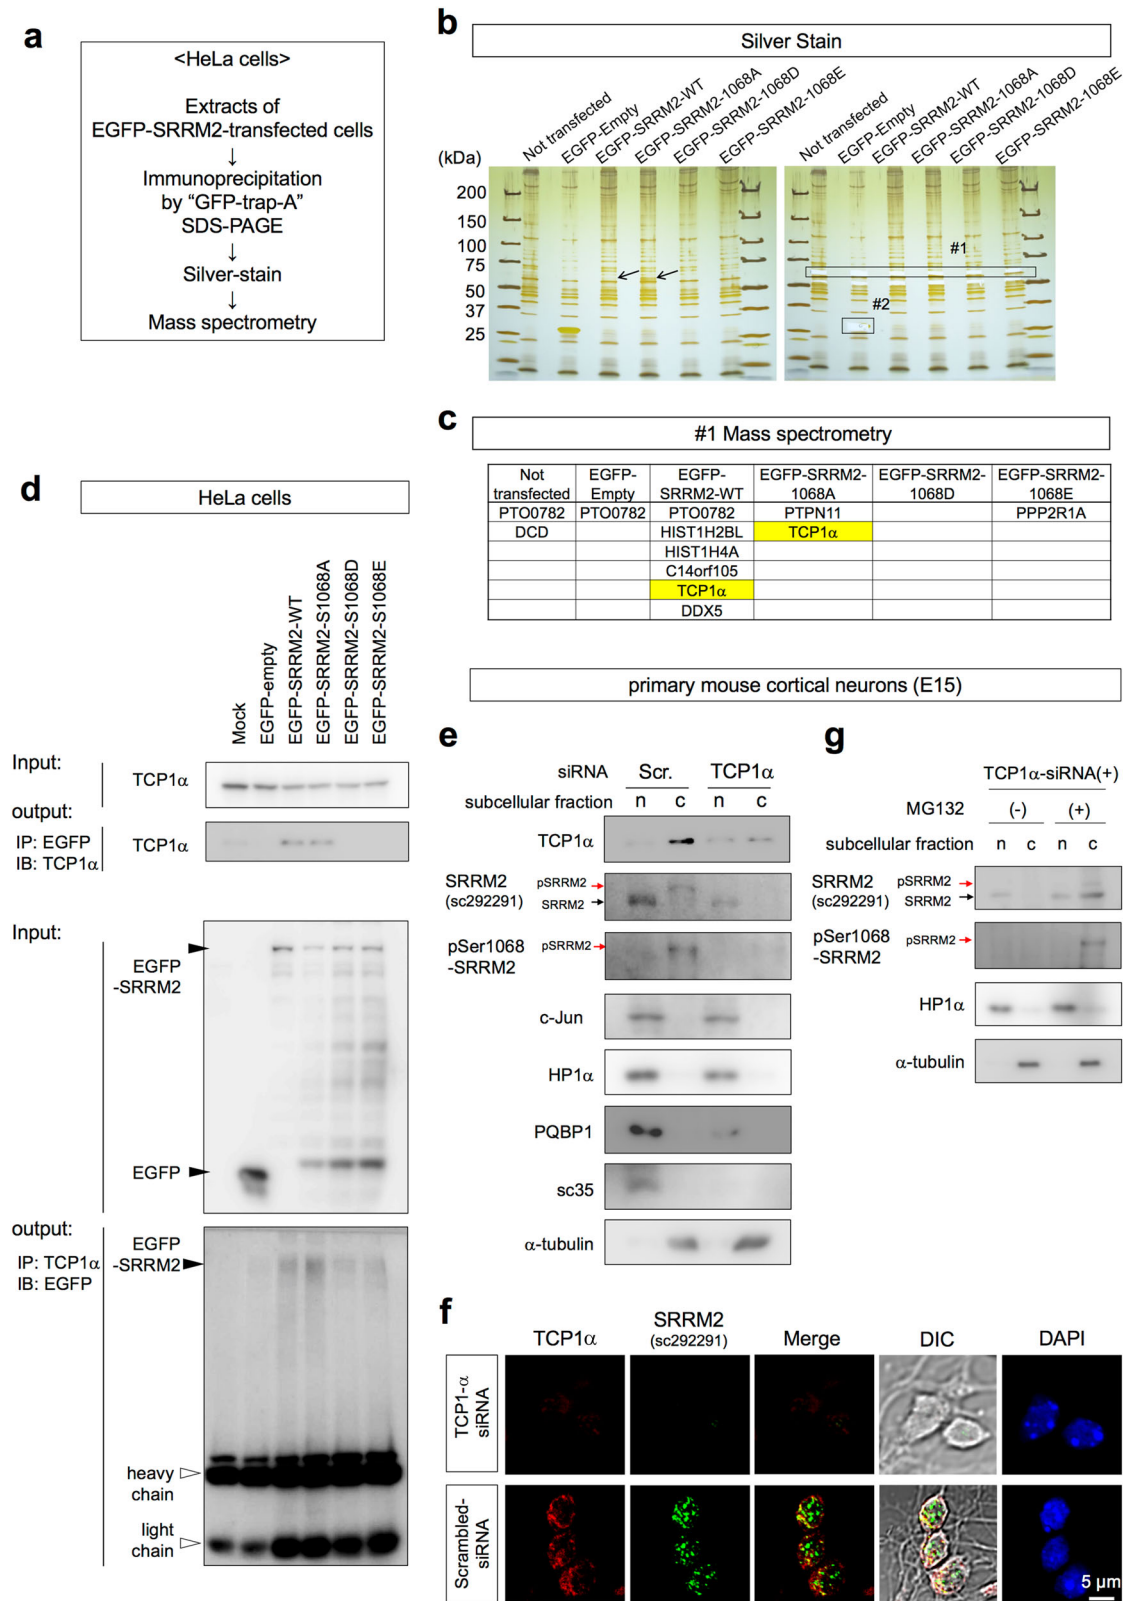 a
<HeLa cells>
Extracts of
EGFP-SRRM2-transfected cells
↓
Immunoprecipitation
by “GFP-trap-A”
SDS-PAGE
↓
Silver-stain
↓
Mass spectrometry
b
Silver Stain
Not transfected
EGFP-Empty
EGFP-SRRM2-WT
EGFP-SRRM2-1068A
EGFP-SRRM2-1068D
EGFP-SRRM2-1068E
Not transfected
EGFP-Empty
EGFP-SRRM2-WT
EGFP-SRRM2-1068A
EGFP-SRRM2-1068D
EGFP-SRRM2-1068E
(kDa)
200
150
100
75
50
37
25
#1
#2
c
#1 Mass spectrometry
Not transfected EGFP-Empty EGFP-SRRM2-WT EGFP-SRRM2-1068A EGFP-SRRM2-1068D EGFP-SRRM2-1068E
PTO0782 PTO0782 PTO0782 PTPN11 PPP2R1A
DCD HIST1H2BL TCP1α
HIST1H4A
C14orf105
TCP1α
DDX5
d
HeLa cells
Mock
EGFP-empty
EGFP-SRRM2-WT
EGFP-SRRM2-S1068A
EGFP-SRRM2-S1068D
EGFP-SRRM2-S1068E
Input:
TCP1α
output:
IP: EGFP
IB: TCP1α
TCP1α
Input:
EGFP
-SRRM2
EGFP
output:
IP: TCP1α
IB: EGFP
EGFP
-SRRM2
heavy
chain
light
chain
primary mouse cortical neurons (E15)
e
siRNA Scr. TCP1α
subcellular fraction n c n c
TCP1α
SRRM2
(sc292291)
pSRRM2
SRRM2
pSer1068
-SRRM2
pSRRM2
c-Jun
HP1α
PQBP1
sc35
α-tubulin
g
TCP1α-siRNA(+)
MG132 (-) (+)
subcellular fraction n c n c
SRRM2
(sc292291)
pSRRM2
SRRM2
pSer1068
-SRRM2
pSRRM2
HP1α
α-tubulin
f
TCP1α SRRM2 (sc292291) Merge DIC DAPI
TCP1-α
siRNA
Scrambled-
siRNA
5 μm